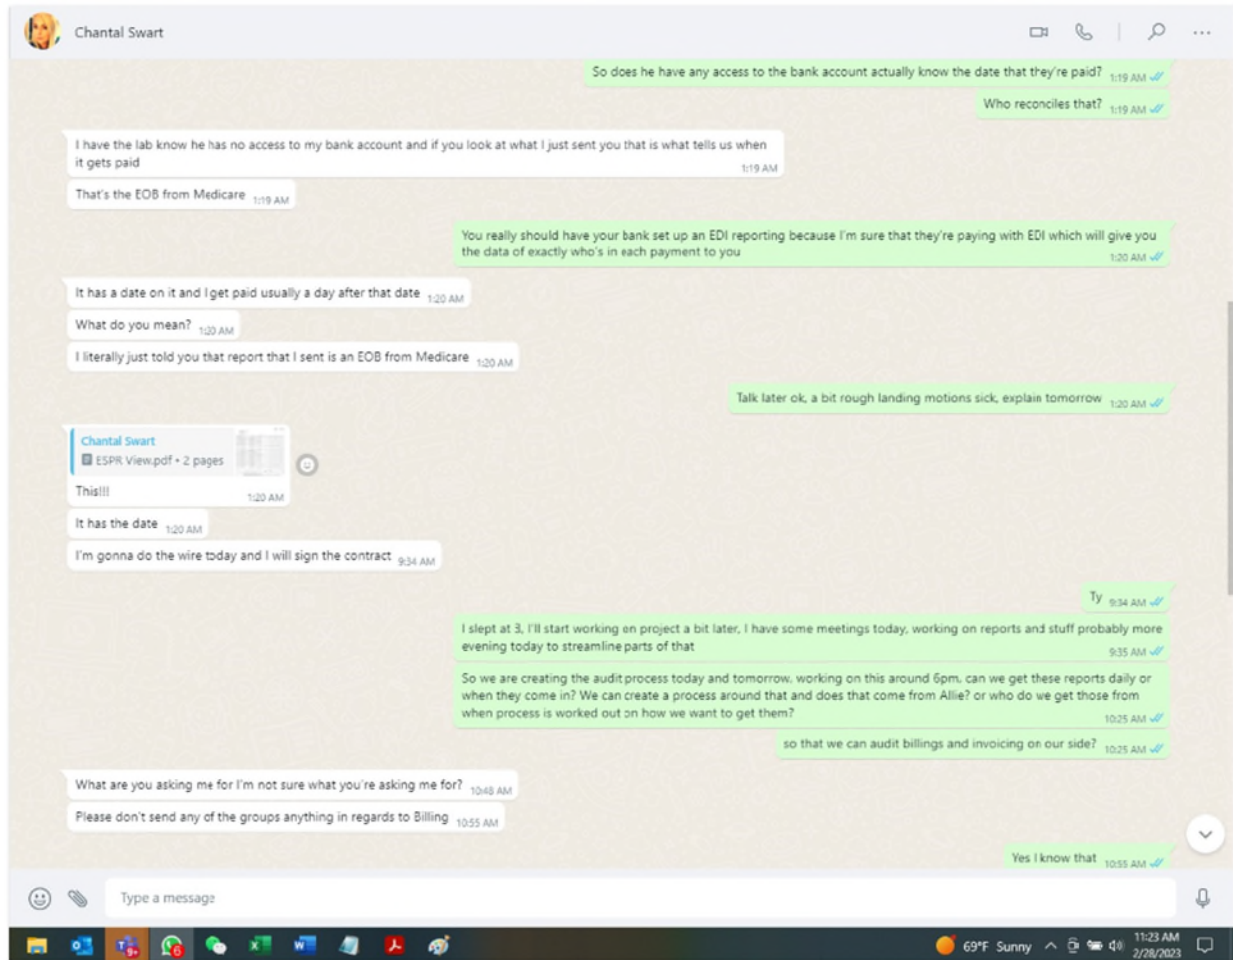 Chantal Swart
So does he have any access to the bank account actually know the date that they're paid? 1:19 AM
Who reconciles that? 1:19 AM
I have the lab know he has no access to my bank account and if you look at what I just sent you that is what tells us when
it gets paid
1:19 AM
That's the EOB from Medicare 1:19 AM
You really should have your bank set up an EDI reporting because I'm sure that they're paying with EDI which will give you
the data of exactly who's in each payment to you
1:20 AM
It has a date on it and I get paid usually a day after that date 1:20 AM
What do you mean? 1:20 AM
I literally just told you that report that I sent is an EOB from Medicare 1:20 AM
Talk later ok, a bit rough landing motions sick, explain tomorrow 1:20 AM
Chantal Swart
ESPR View.pdf • 2 pages
This!!! 1:20 AM
It has the date 1:20 AM
I'm gonna do the wire today and I will sign the contract 9:34 AM
Ty 9:34 AM
I slept at 3, I'll start working on project a bit later, I have some meetings today, working on reports and stuff probably more
evening today to streamline parts of that
9:35 AM
So we are creating the audit process today and tomorrow. working on this around 6pm, can we get these reports daily or
when they come in? We can create a process around that and does that come from Allie? or who do we get those from
when process is worked out on how we want to get them?
10:25 AM
so that we can audit billings and invoicing on our side? 10:25 AM
What are you asking me for I'm not sure what you're asking me for? 10:48 AM
Please don't send any of the groups anything in regards to Billing 10:55 AM
Yes I know that 10:55 AM
Type a message
9+
6
69°F Sunny
11:23 AM
2/28/2023